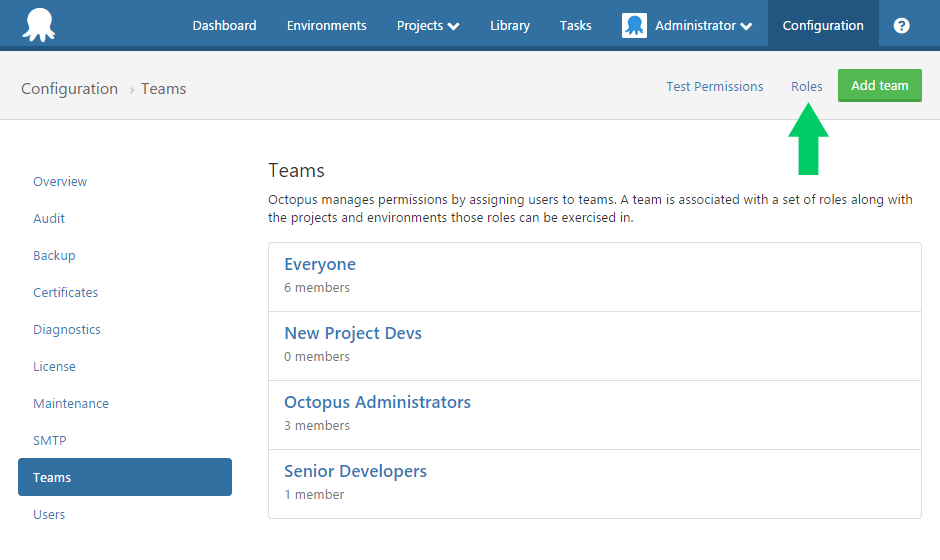 Dashboard Environments Projects Library Tasks Administrator Configuration ?
Configuration › Teams Test Permissions Roles Add team
Overview
Audit
Backup
Certificates
Diagnostics
License
Maintenance
SMTP
Teams
Users
Teams
Octopus manages permissions by assigning users to teams. A team is associated with a set of roles along with
the projects and environments those roles can be exercised in.
Everyone
6 members
New Project Devs
0 members
Octopus Administrators
3 members
Senior Developers
1 member